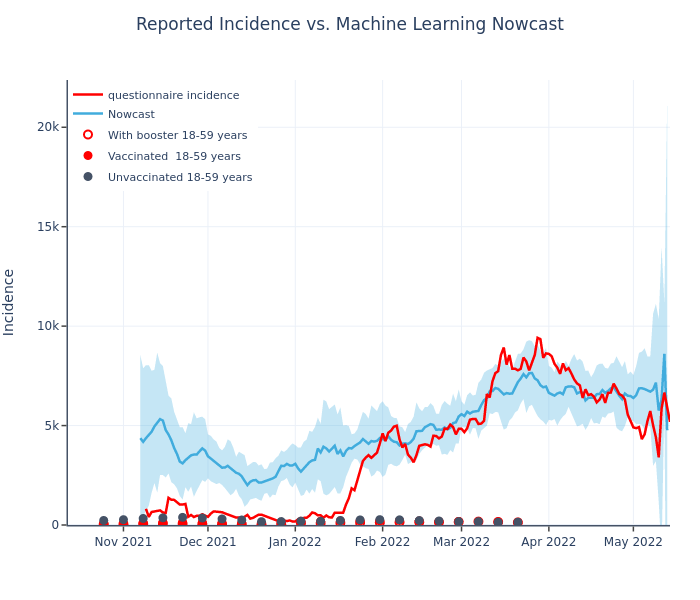 Reported Incidence vs. Machine Learning Nowcast
questionnaire incidence
Nowcast
With booster 18-59 years
Vaccinated  18-59 years
Unvaccinated 18-59 years
Incidence
20k
15k
10k
5k
0
Nov 2021
Dec 2021
Jan 2022
Feb 2022
Mar 2022
Apr 2022
May 2022